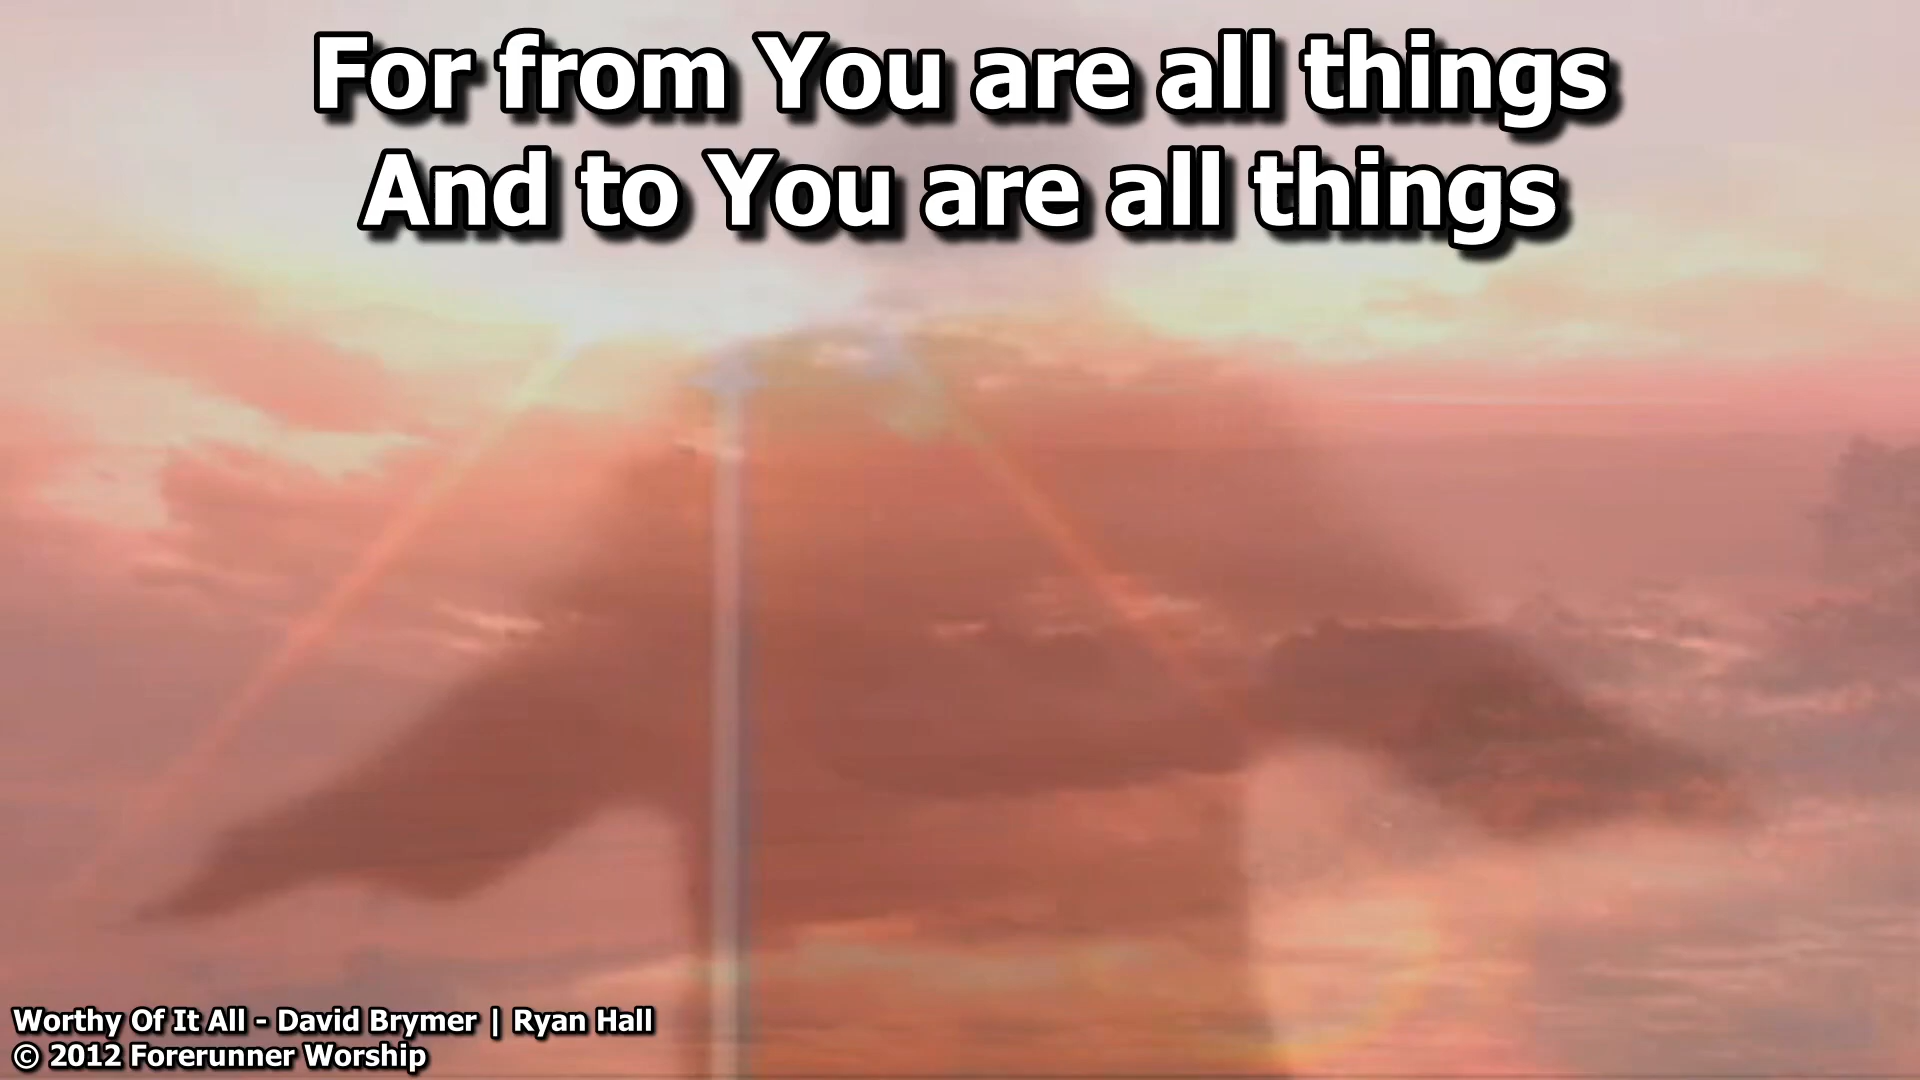 For from You are all things
And to You are all things
Worthy Of It All - David Brymer | Ryan Hall
© 2012 Forerunner Worship